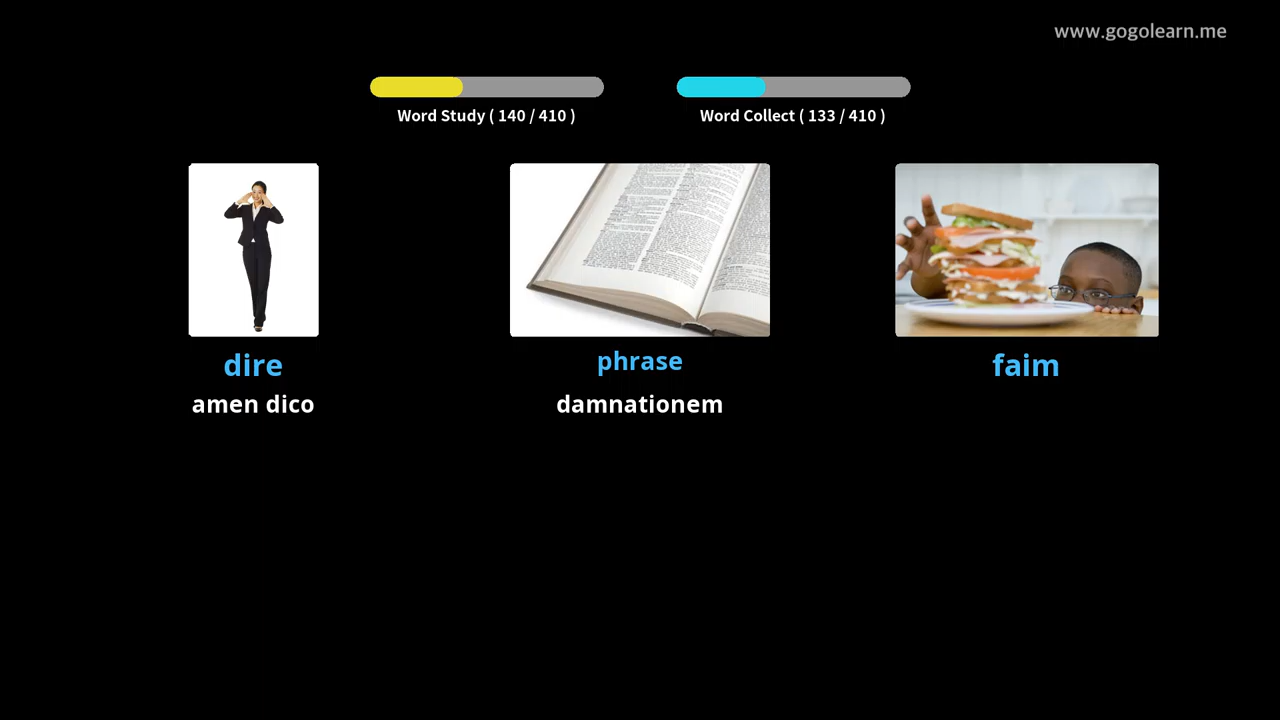 www.gogolearn.me
Word Study ( 140 / 410 )
Word Collect ( 133 / 410 )
dire
amen dico
phrase
damnationem
faim